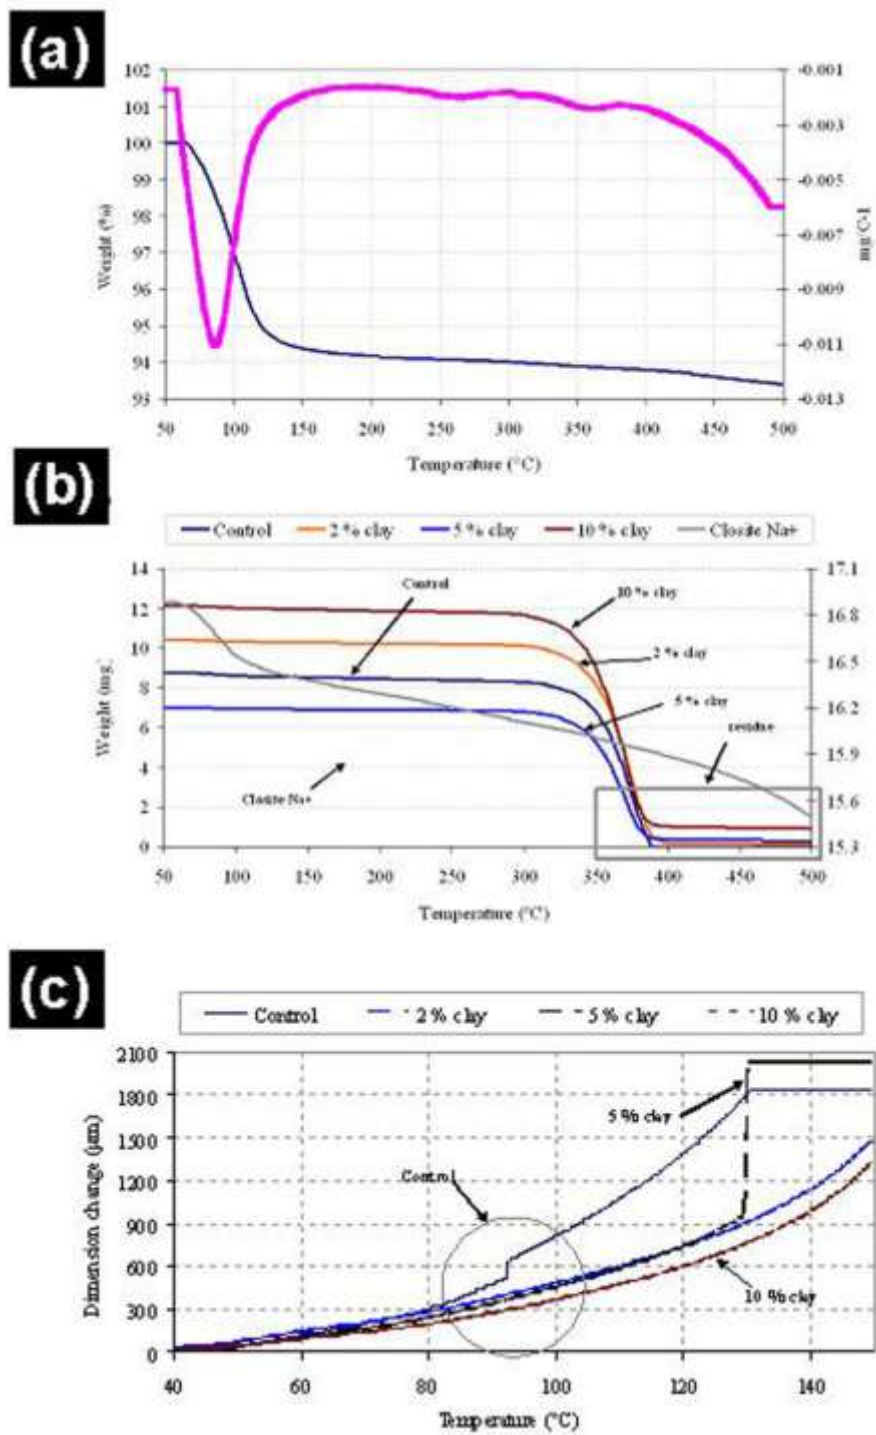 (a)
102
101
100
99
98
97
96
95
94
93
Weight (%)
-0.001
-0.003
-0.005
-0.007
-0.009
-0.011
-0.013
mg/C-1
50 100 150 200 250 300 350 400 450 500
Temperature (°C)
(b)
Control 2 % clay 5 % clay 10 % clay Closite Na+
14
12
10
8
6
4
2
0
Weight (mg.
17.1
16.8
16.5
16.2
15.9
15.6
15.3
Control
10 % clay
2 % clay
5 % clay
residue
Closite Na+
50 100 150 200 250 300 350 400 450 500
Temperature (°C)
(c)
Control 2 % clay 5 % clay 10 % clay
2100
1800
1500
1200
900
600
300
0
Dimension change (µm)
5 % clay
Control
10 % clay
40 60 80 100 120 140
Temperature (°C)